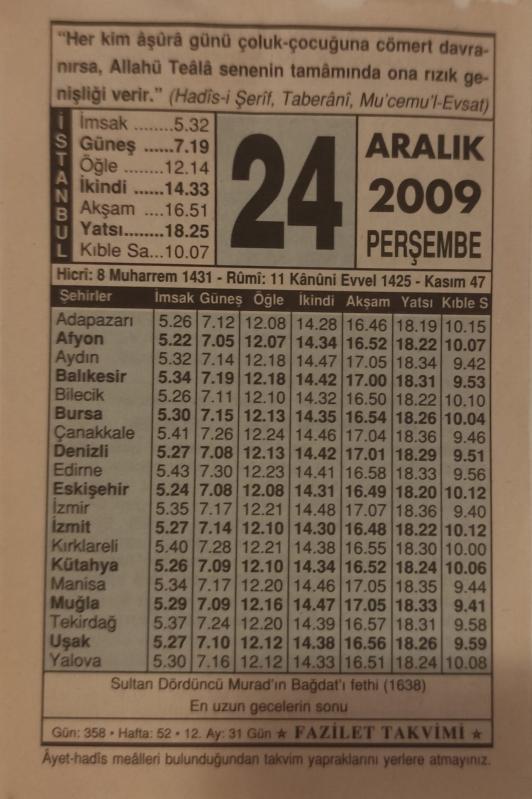 “Her kim âşûrâ günü çoluk-çocuğuna cömert davra-
nırsa, Allahü Teâlâ senenin tamâmında ona rızık ge-
nişliği verir.” (Hadîs-i Şerîf, Taberânî, Mu’cemu’l-Evsat)
İSTANBUL
İmsak ........5.32
Güneş ......7.19
Öğle ........12.14
İkindi ......14.33
Akşam ....16.51
Yatsı........18.25
Kıble Sa...10.07
24
ARALIK
2009
PERŞEMBE
Hicrî: 8 Muharrem 1431 - Rûmî: 11 Kânûni Evvel 1425 - Kasım 47
Şehirler İmsak Güneş Öğle İkindi Akşam Yatsı Kıble S
Adapazarı 5.26 7.12 12.08 14.28 16.46 18.19 10.15
Afyon 5.22 7.05 12.07 14.34 16.52 18.22 10.07
Aydın 5.32 7.14 12.18 14.47 17.05 18.34 9.42
Balıkesir 5.34 7.19 12.18 14.42 17.00 18.31 9.53
Bilecik 5.26 7.11 12.10 14.32 16.50 18.22 10.10
Bursa 5.30 7.15 12.13 14.35 16.54 18.26 10.04
Çanakkale 5.41 7.26 12.24 14.46 17.04 18.36 9.46
Denizli 5.27 7.08 12.13 14.42 17.01 18.29 9.51
Edirne 5.43 7.30 12.23 14.41 16.58 18.33 9.56
Eskişehir 5.24 7.08 12.08 14.31 16.49 18.20 10.12
İzmir 5.35 7.17 12.21 14.48 17.07 18.36 9.40
İzmit 5.27 7.14 12.10 14.30 16.48 18.22 10.12
Kırklareli 5.40 7.28 12.21 14.38 16.55 18.30 10.00
Kütahya 5.26 7.09 12.10 14.34 16.52 18.24 10.06
Manisa 5.34 7.17 12.20 14.46 17.05 18.35 9.44
Muğla 5.29 7.09 12.16 14.47 17.05 18.33 9.41
Tekirdağ 5.37 7.24 12.20 14.39 16.57 18.31 9.58
Uşak 5.27 7.10 12.12 14.38 16.56 18.26 9.59
Yalova 5.30 7.16 12.12 14.33 16.51 18.24 10.08
Sultan Dördüncü Murad’ın Bağdat’ı fethi (1638)
En uzun gecelerin sonu
Gün: 358 • Hafta: 52 • 12. Ay: 31 Gün ★ FAZİLET TAKVİMİ ★
Âyet-hadîs meâlleri bulunduğundan takvim yapraklarını yerlere atmayınız.